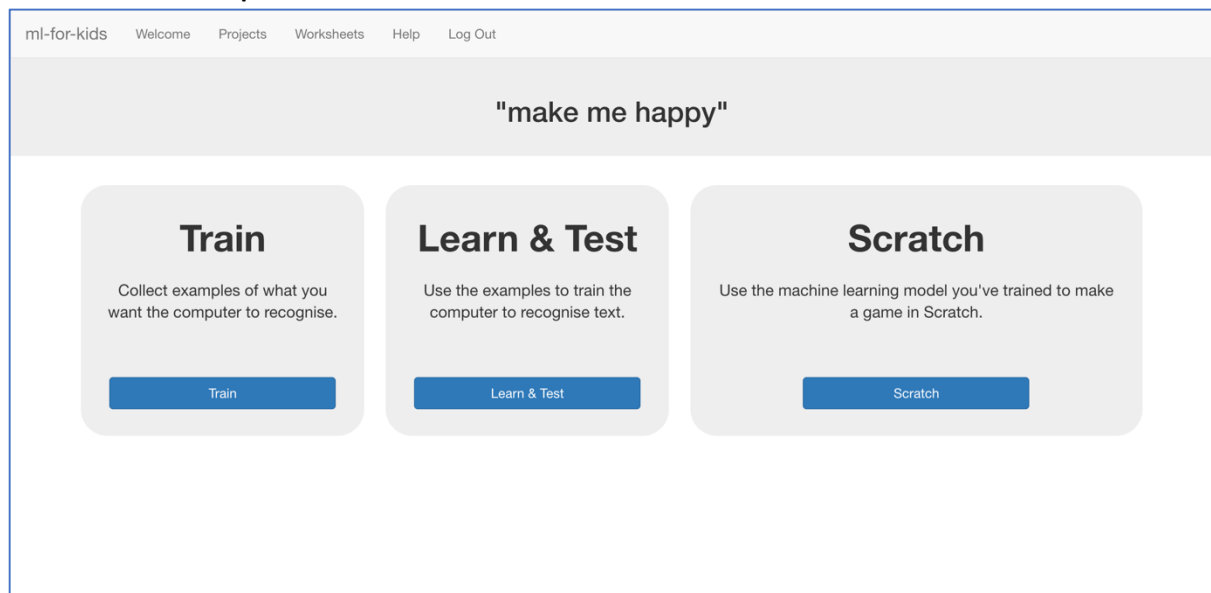 ml-for-kids Welcome Projects Worksheets Help Log Out
"make me happy"
Train
Collect examples of what you
want the computer to recognise.
Train
Learn & Test
Use the examples to train the
computer to recognise text.
Learn & Test
Scratch
Use the machine learning model you've trained to make
a game in Scratch.
Scratch